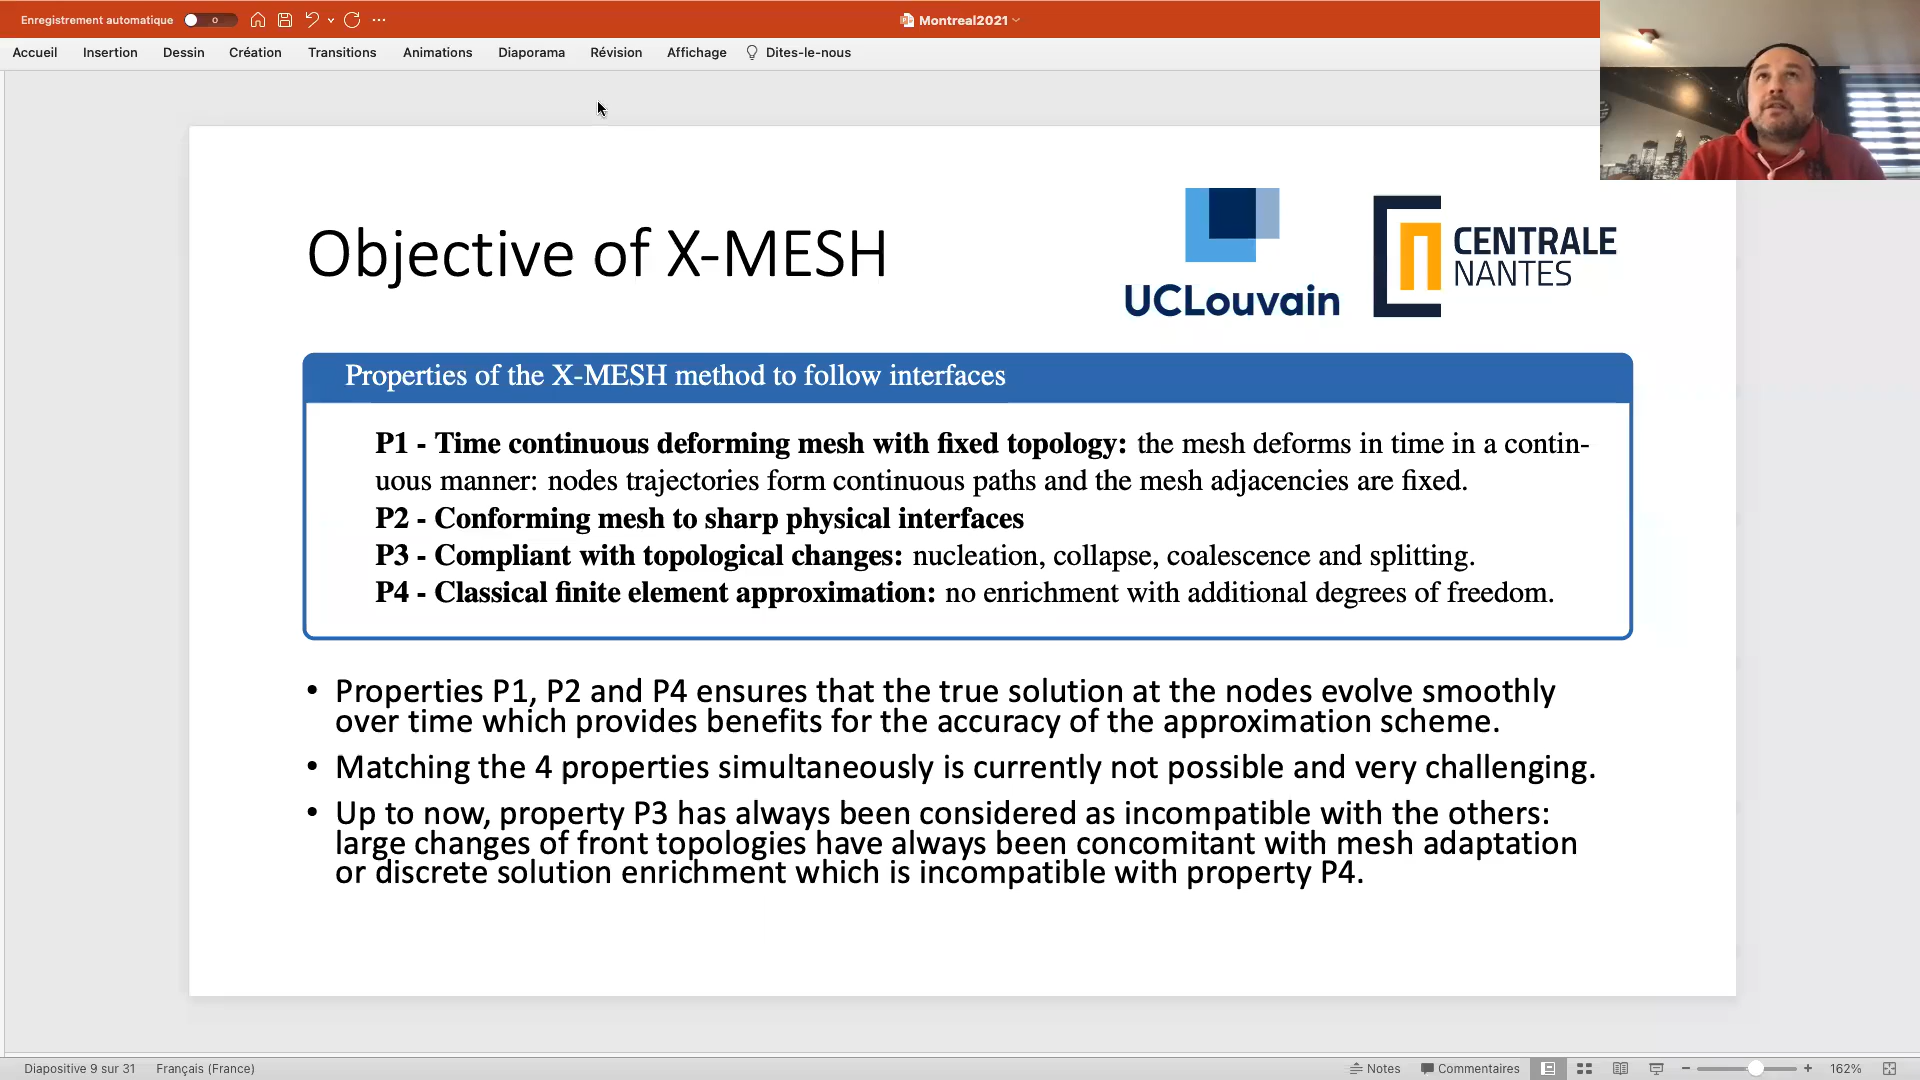 Enregistrement automatique
Montreal2021
Accueil Insertion Dessin Création Transitions Animations Diaporama Révision Affichage Dites-le-nous
Objective of X-MESH
UCLouvain
CENTRALE
NANTES
Properties of the X-MESH method to follow interfaces
P1 - Time continuous deforming mesh with fixed topology: the mesh deforms in time in a contin-
uous manner: nodes trajectories form continuous paths and the mesh adjacencies are fixed.
P2 - Conforming mesh to sharp physical interfaces
P3 - Compliant with topological changes: nucleation, collapse, coalescence and splitting.
P4 - Classical finite element approximation: no enrichment with additional degrees of freedom.
• Properties P1, P2 and P4 ensures that the true solution at the nodes evolve smoothly
over time which provides benefits for the accuracy of the approximation scheme.
• Matching the 4 properties simultaneously is currently not possible and very challenging.
• Up to now, property P3 has always been considered as incompatible with the others:
large changes of front topologies have always been concomitant with mesh adaptation
or discrete solution enrichment which is incompatible with property P4.
Diapositive 9 sur 31 Français (France) Notes Commentaires 162%